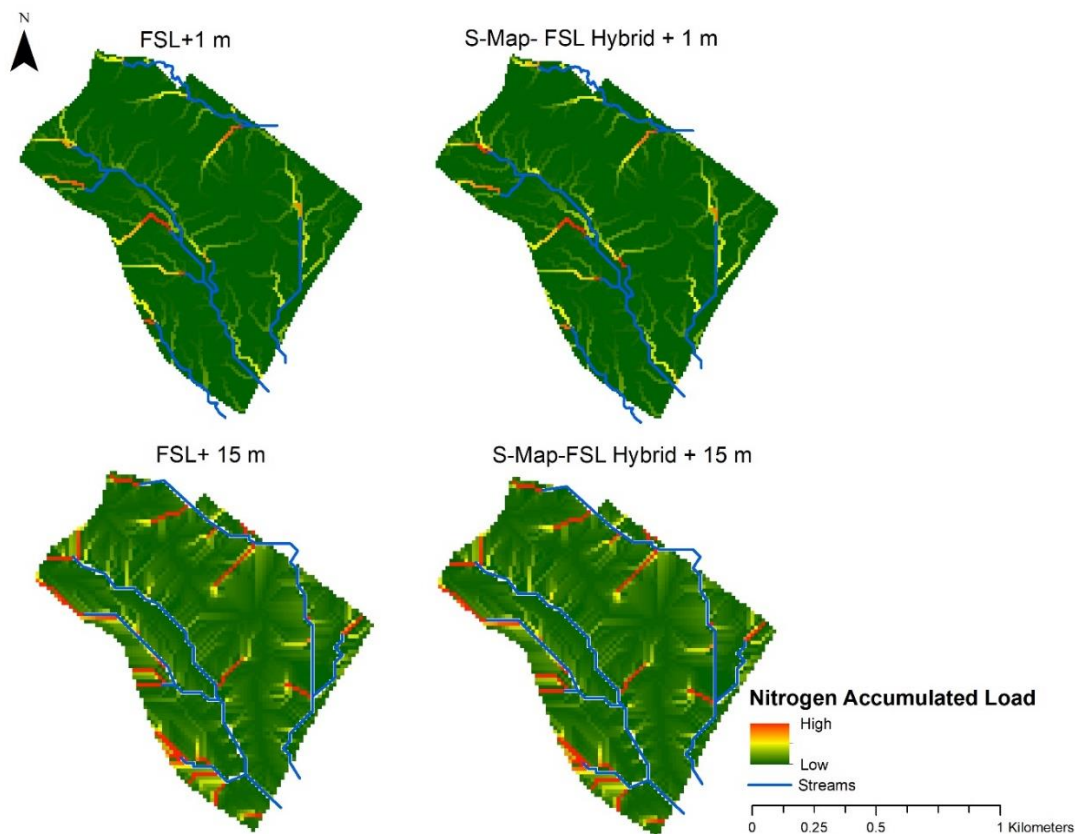 N
FSL+1 m
S-Map- FSL Hybrid + 1 m
FSL+ 15 m
S-Map-FSL Hybrid + 15 m
Nitrogen Accumulated Load
High
Low
Streams
0 0.25 0.5 1 Kilometers